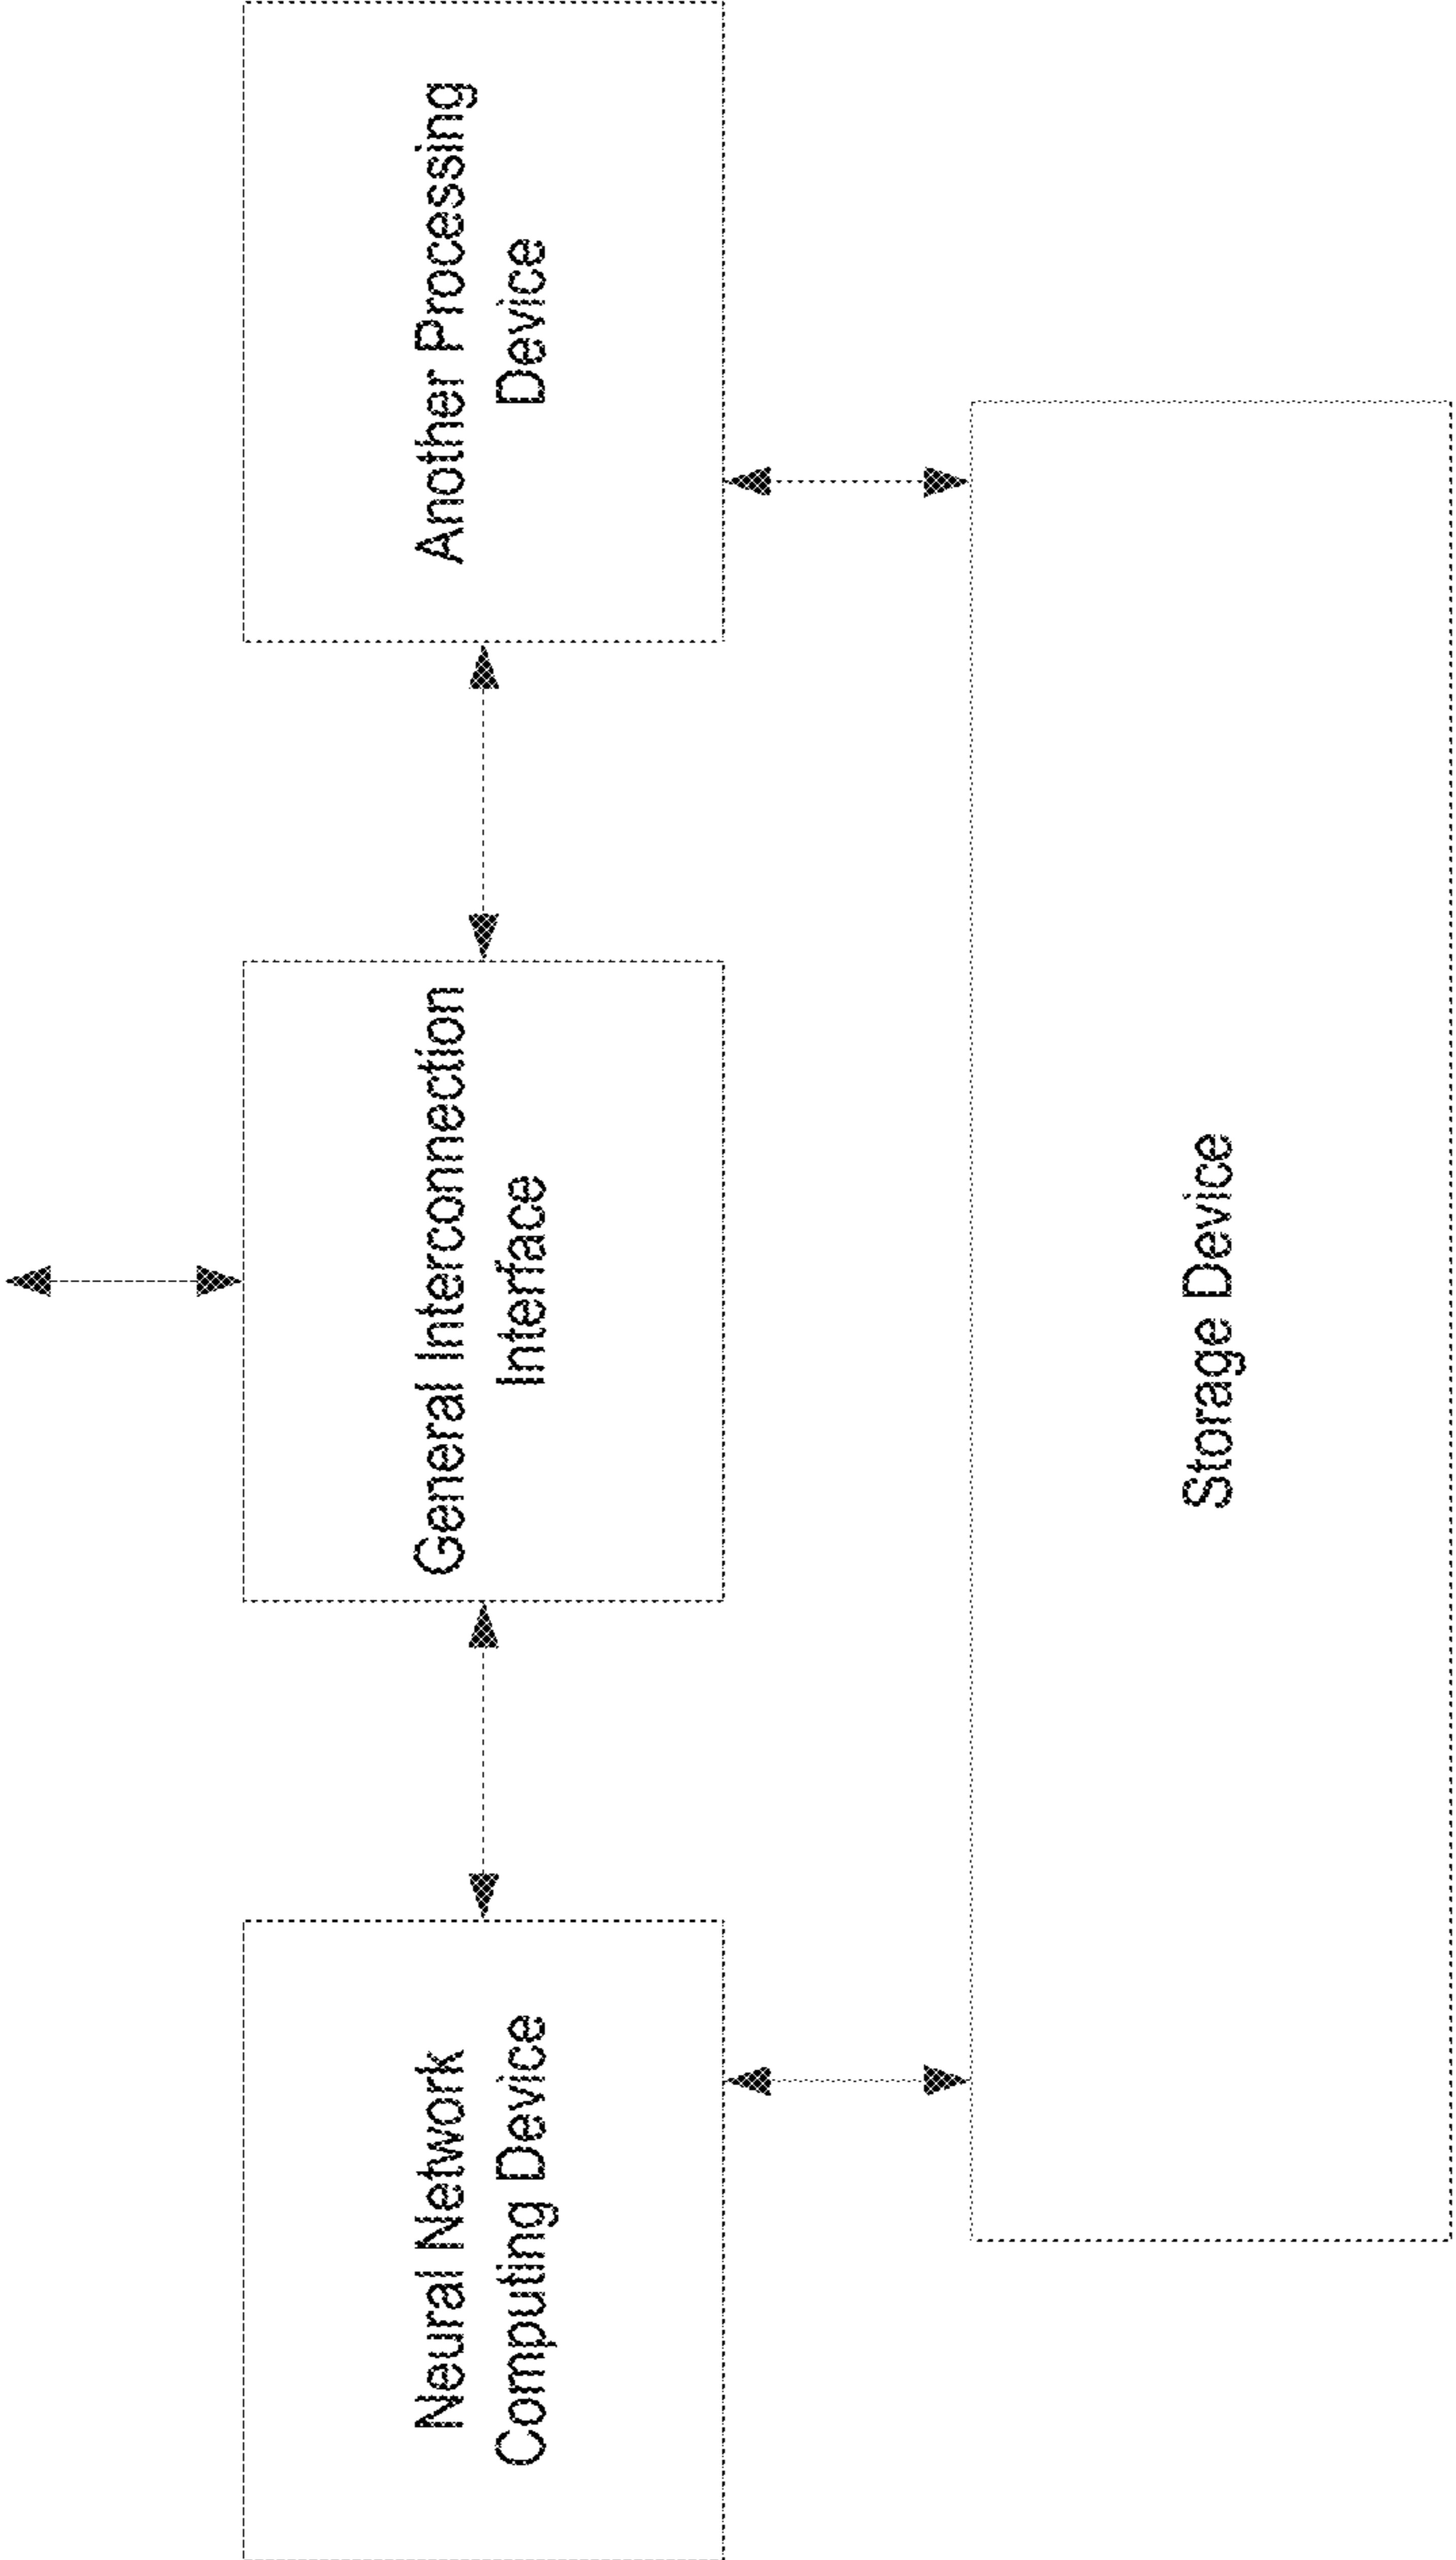 Neural Network
Computing Device
General Interconnection
Interface
Another Processing
Device
Storage Device